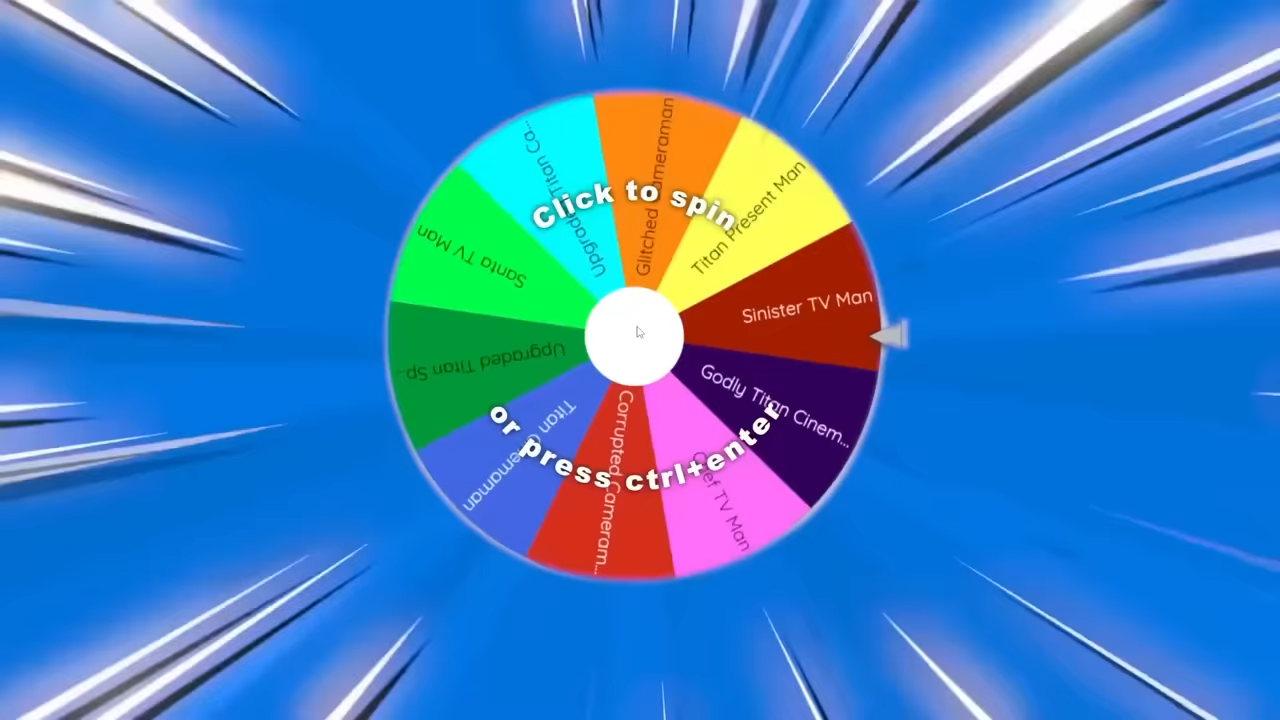 Click to spin
or press ctrl+enter
Glitched Cameraman
Titan Present Man
Sinister TV Man
Godly Titan Cinem...
Chef TV Man
Corrupted Cameram...
Titan
Upgraded Titan Sp...
Santa TV Man
Upgraded Titan Ca...